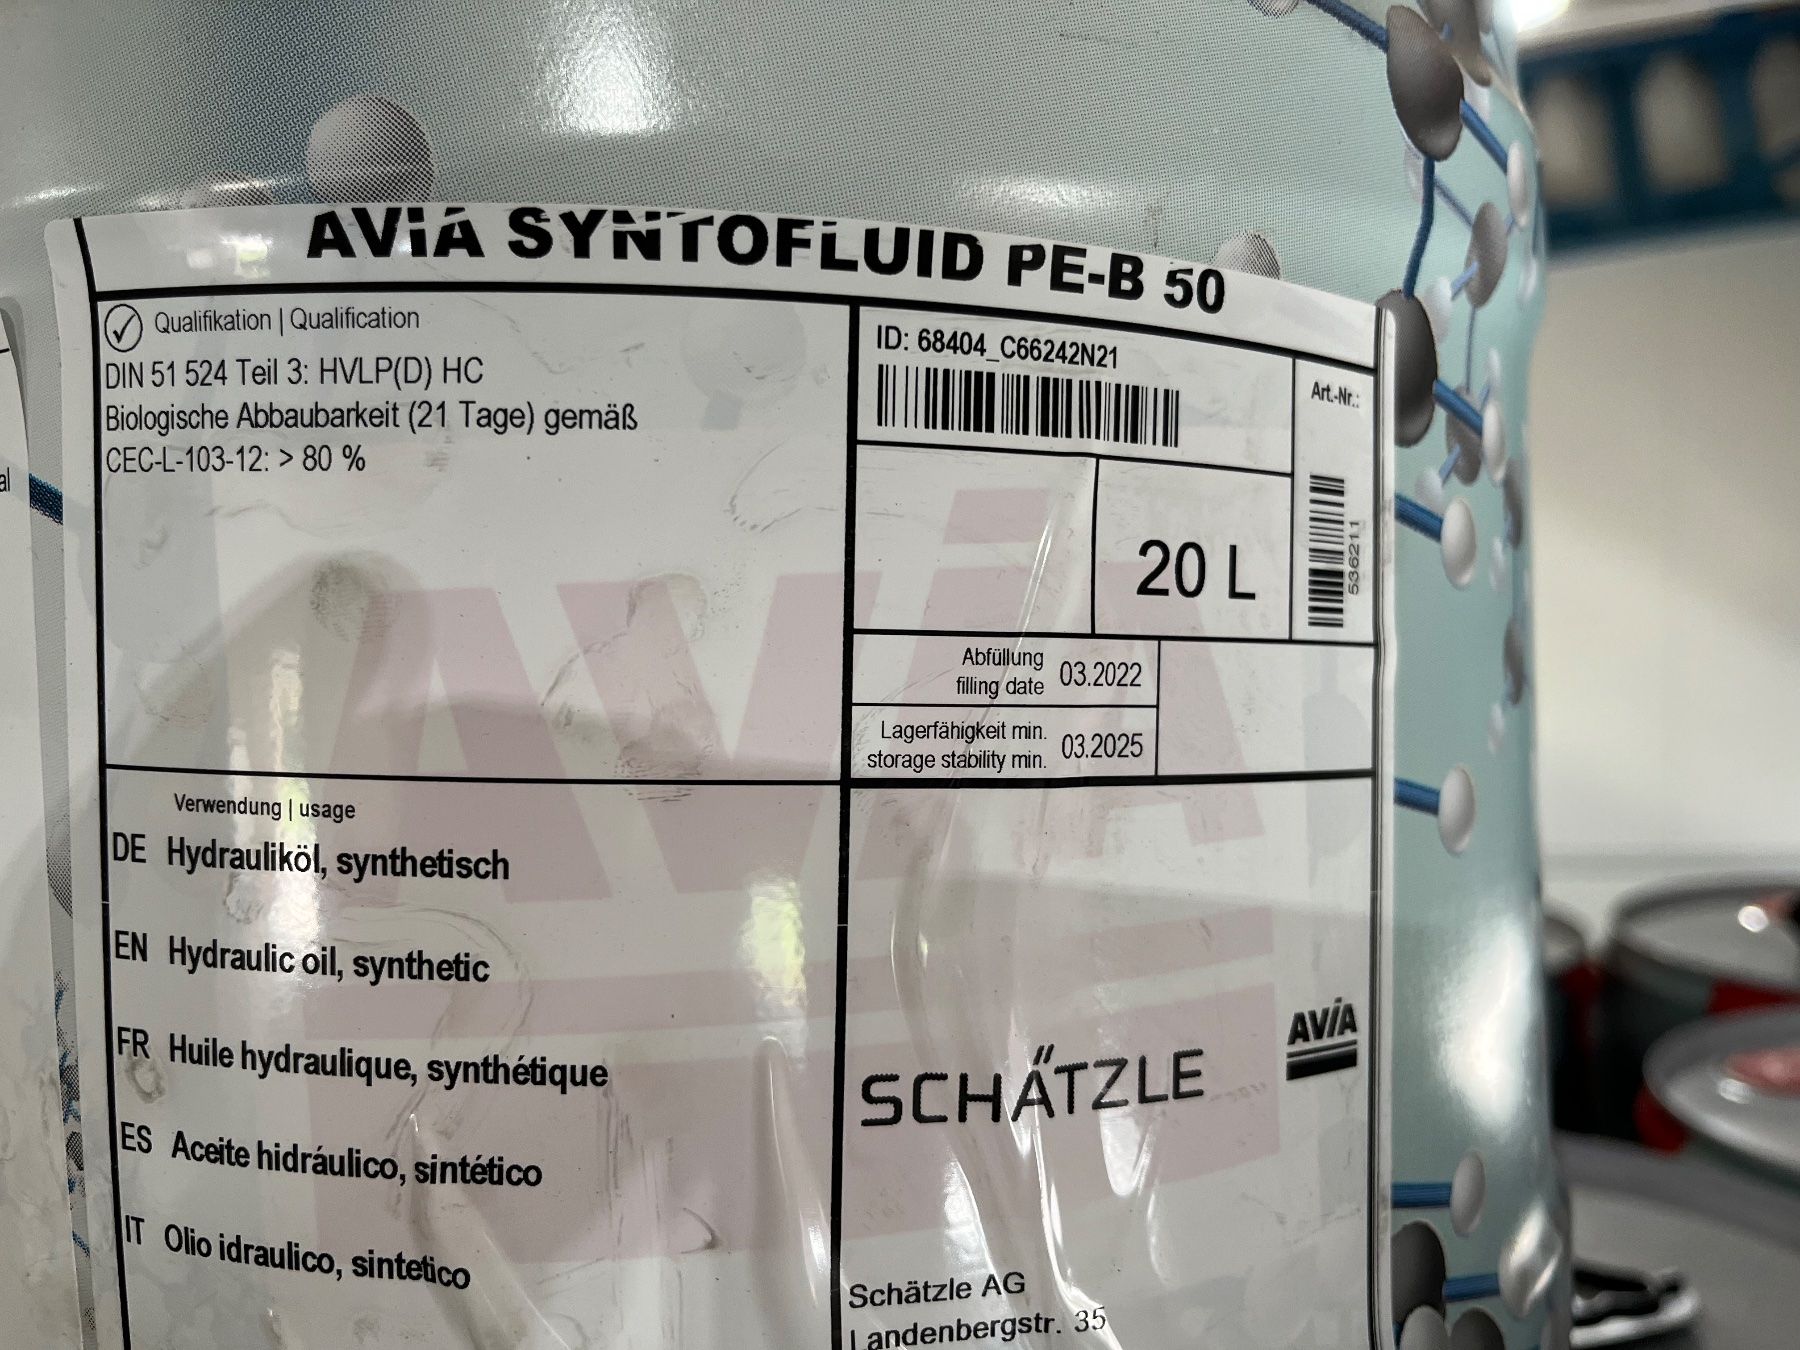 AVIA SYNTOFLUID PE-B 50
Qualifikation | Qualification
DIN 51 524 Teil 3: HVLP(D) HC
Biologische Abbaubarkeit (21 Tage) gemäß
CEC-L-103-12: > 80 %
ID: 68404_C66242N21
Art.-Nr.:
536211
20 L
Abfüllung
filling date 03.2022
Lagerfähigkeit min.
storage stability min. 03.2025
Verwendung | usage
DE Hydrauliköl, synthetisch
EN Hydraulic oil, synthetic
FR Huile hydraulique, synthétique
ES Aceite hidráulico, sintético
IT Olio idraulico, sintetico
AVIA
SCHÄTZLE
AVIA
Schätzle AG
Landenbergstr. 35
al